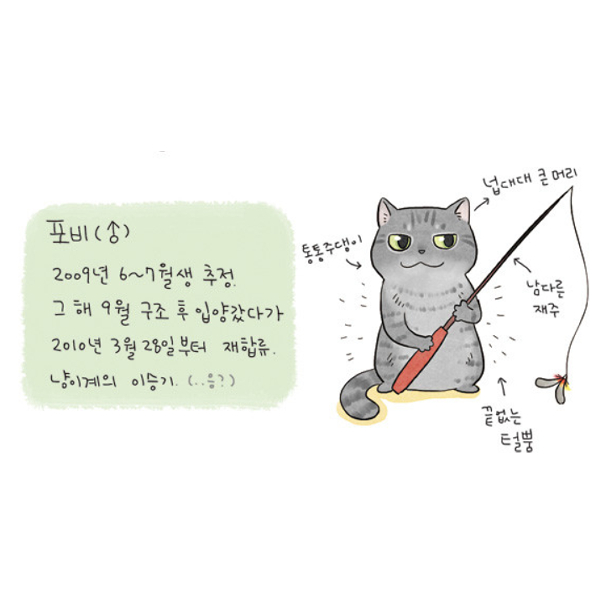 포비(♂)
2009년 6~7월생 추정.
그 해 9월 구조 후 입양갔다가
2010년 3월 28일부터 재합류.
냥이계의 이승기. (..응?)
넙대대 큰 머리
통통주댕이
남다른
재주
끝없는
털뿜